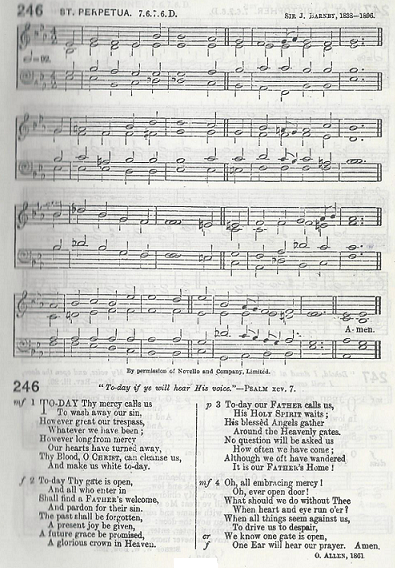 246 ST. PERPETUA. 7.6.7.6.D. SIR J. BARNBY, 1838—1896.
A-men.
By permission of Novello and Company, Limited.
246 "To-day if ye will hear His voice."—PSALM xcv. 7.
mf 1 TO-DAY Thy mercy calls us
To wash away our sin,
However great our trespass,
Whatever we have been;
However long from mercy
Our hearts have turned away,
Thy Blood, O CHRIST, can cleanse us,
And make us white to-day.
f 2 To-day Thy gate is open,
And all who enter in
Shall find a FATHER'S welcome,
And pardon for their sin.
The past shall be forgotten,
A present joy be given,
A future grace be promised,
A glorious crown in Heaven.
p 3 To-day our FATHER calls us,
His HOLY SPIRIT waits;
His blessèd Angels gather
Around the Heavenly gates.
No question will be asked us
How often we have come;
Although we oft have wandered
It is our FATHER'S Home!
mf 4 Oh, all embracing mercy!
Oh, ever open door!
What should we do without Thee
When heart and eye run o'er?
When all things seem against us,
To drive us to despair,
cr We know one gate is open,
f One Ear will hear our prayer. Amen.
O. ALLEN, 1861